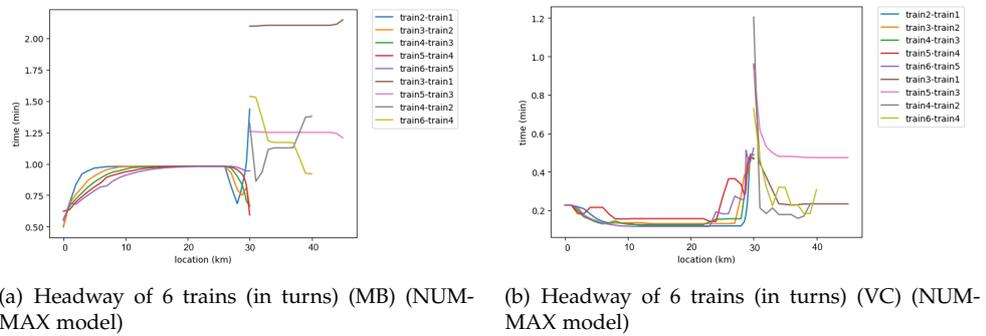 2.00
1.75
1.50
1.25
1.00
0.75
0.50
time (min)
0
10
20
30
40
location (km)
train2-train1
train3-train2
train4-train3
train5-train4
train6-train5
train3-train1
train5-train3
train4-train2
train6-train4
1.2
1.0
0.8
0.6
0.4
0.2
time (min)
0
10
20
30
40
location (km)
train2-train1
train3-train2
train4-train3
train5-train4
train6-train5
train3-train1
train5-train3
train4-train2
train6-train4
(a) Headway of 6 trains (in turns) (MB) (NUM-
MAX model)
(b) Headway of 6 trains (in turns) (VC) (NUM-
MAX model)